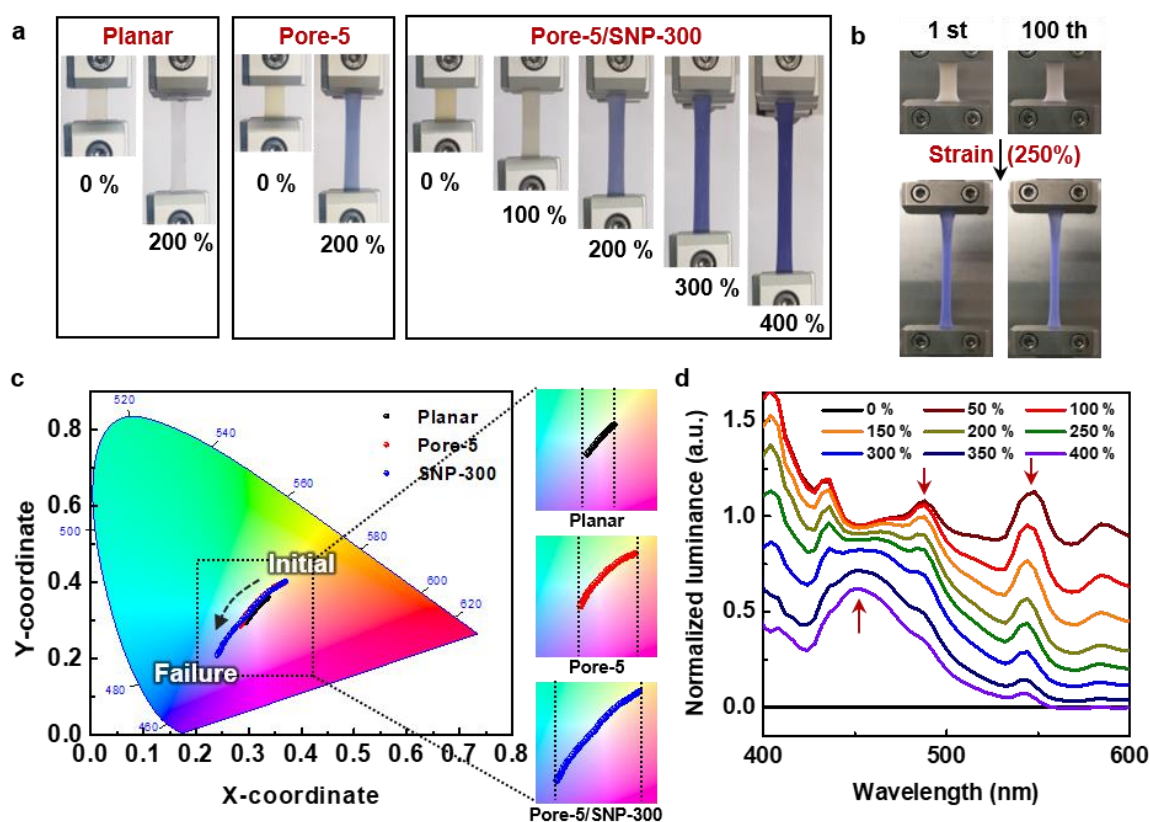 a
Planar
0 %
200 %
Pore-5
0 %
200 %
Pore-5/SNP-300
0 %
100 %
200 %
300 %
400 %
b
1 st
100 th
Strain (250%)
c
Y-coordinate
0.8
0.6
0.4
0.2
0.0
0.0 0.1 0.2 0.3 0.4 0.5 0.6 0.7 0.8
X-coordinate
520
540
560
500
580
600
620
480
460
Planar
Pore-5
SNP-300
Initial
Failure
Planar
Pore-5
Pore-5/SNP-300
d
Normalized luminance (a.u.)
1.5
1.0
0.5
0.0
0 % 50 % 100 %
150 % 200 % 250 %
300 % 350 % 400 %
400 500 600
Wavelength (nm)